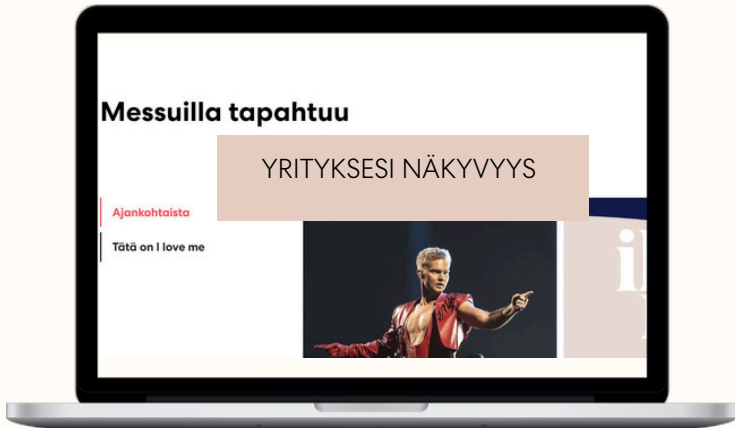 Messuilla tapahtuu
YRITYKSESI NÄKYVYYS
Ajankohtaista
Tätä on I love me